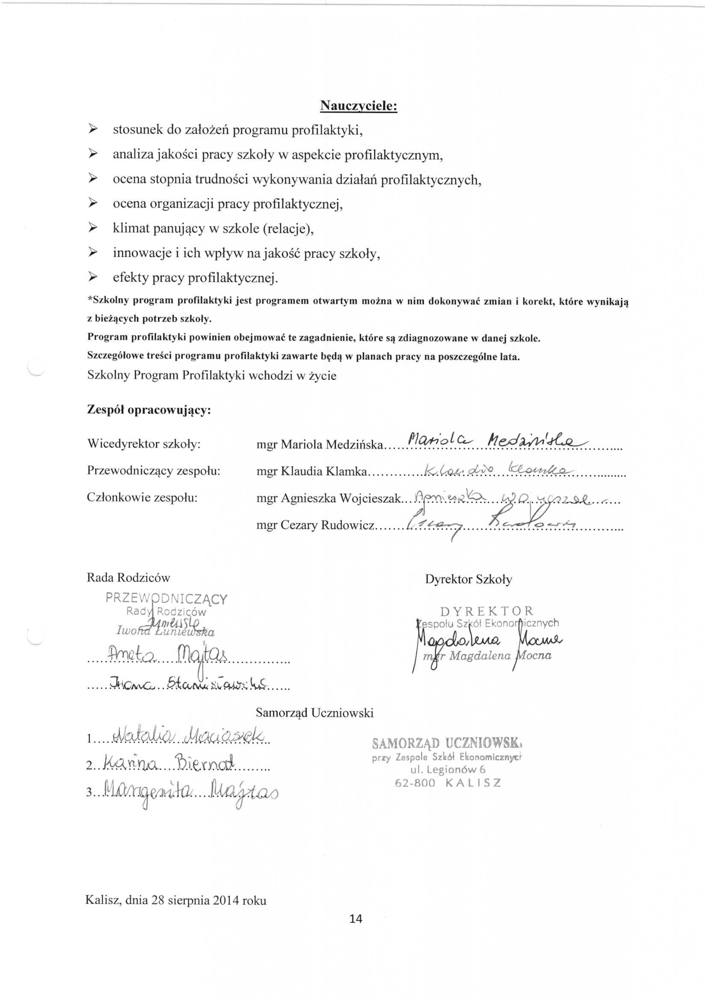 Nauczyciele:
➢ stosunek do założeń programu profilaktyki,
➢ analiza jakości pracy szkoły w aspekcie profilaktycznym,
➢ ocena stopnia trudności wykonywania działań profilaktycznych,
➢ ocena organizacji pracy profilaktycznej,
➢ klimat panujący w szkole (relacje),
➢ innowacje i ich wpływ na jakość pracy szkoły,
➢ efekty pracy profilaktycznej.
*Szkolny program profilaktyki jest programem otwartym można w nim dokonywać zmian i korekt, które wynikają
z bieżących potrzeb szkoły.
Program profilaktyki powinien obejmować te zagadnienie, które są zdiagnozowane w danej szkole.
Szczegółowe treści programu profilaktyki zawarte będą w planach pracy na poszczególne lata.
Szkolny Program Profilaktyki wchodzi w życie
Zespół opracowujący:
Wicedyrektor szkoły: mgr Mariola Medzińska..... Mariola Medzińska
Przewodniczący zespołu: mgr Klaudia Klamka..... Klaudia Klamka
Członkowie zespołu: mgr Agnieszka Wojcieszak... Agnieszka Wojcieszak
mgr Cezary Rudowicz....... Cezary Rudowicz
Rada Rodziców Dyrektor Szkoły
PRZEWODNICZĄCY
Rady Rodziców
Iwona Łuniewska
DYREKTOR
Zespołu Szkół Ekonomicznych
Magdalena Mocna
mgr Magdalena Mocna
Aneta Majtas
Iwona Stanisławska
Samorząd Uczniowski
1.....Natalia Maciaszek
2...Karina Biernat
3...Margerita Majtas
SAMORZĄD UCZNIOWSKI
przy Zespole Szkół Ekonomicznych
ul. Legionów 6
62-800 KALISZ
Kalisz, dnia 28 sierpnia 2014 roku
14